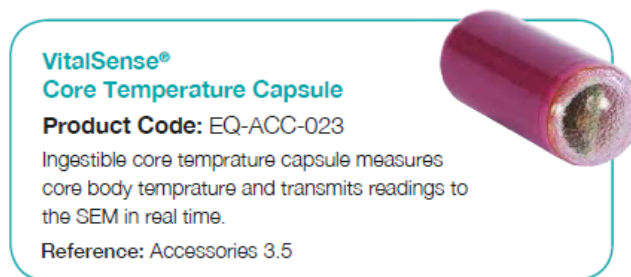 VitalSense®
Core Temperature Capsule
Product Code: EQ-ACC-023
Ingestible core temprature capsule measures
core body temprature and transmits readings to
the SEM in real time.
Reference: Accessories 3.5